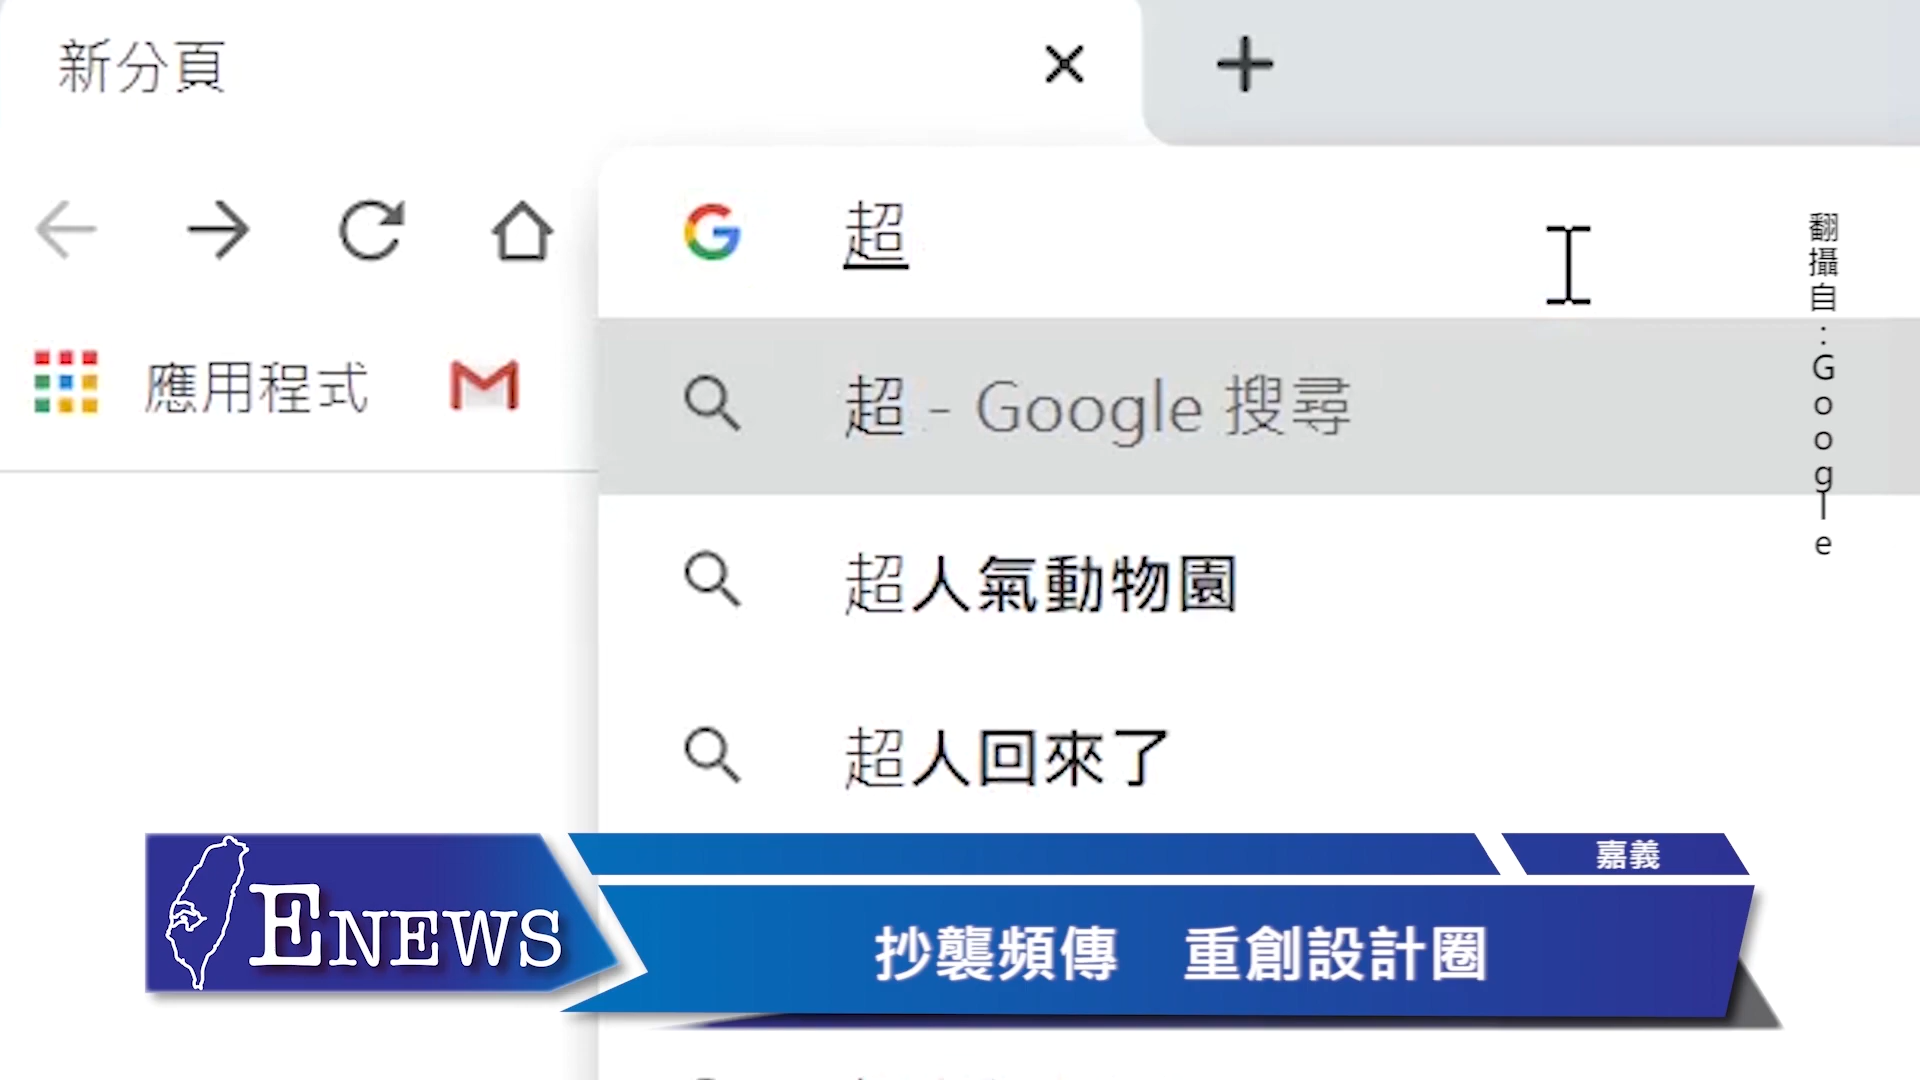 新分頁
超
應用程式
超 - Google 搜尋
超人氣動物園
超人回來了
翻攝自:Google
嘉義
ENEWS
抄襲頻傳 重創設計圈